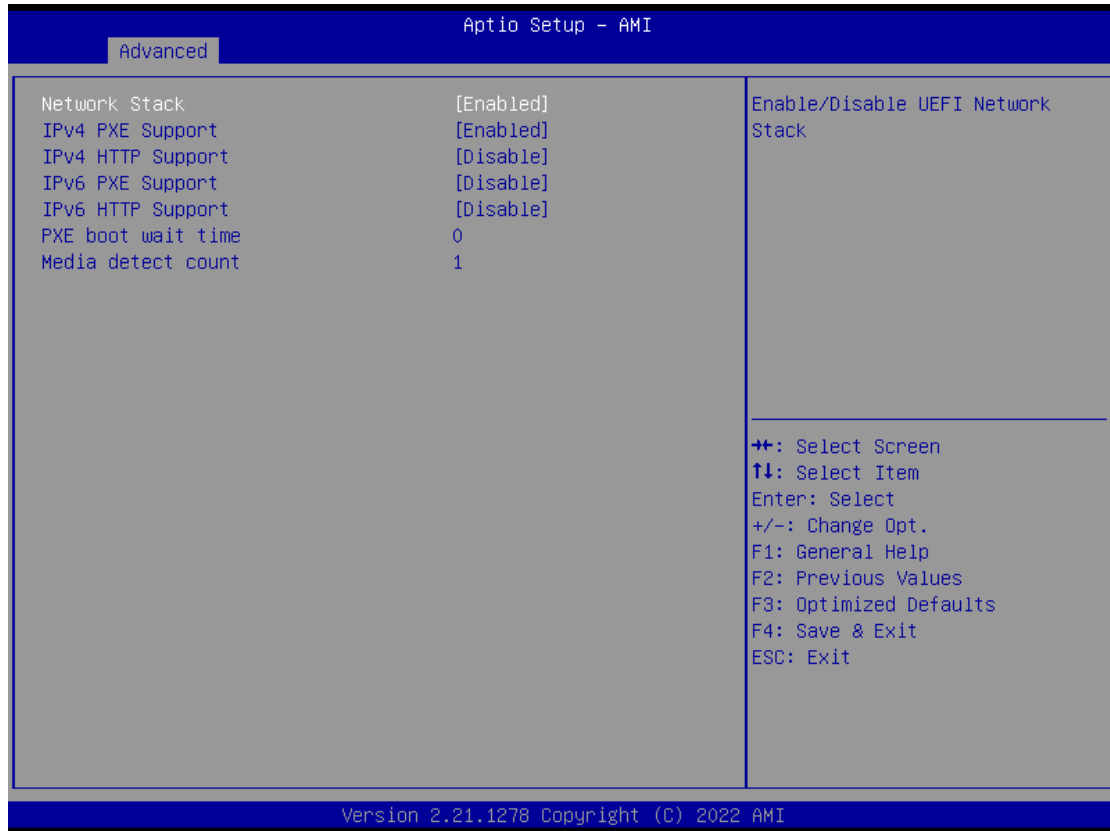 Aptio Setup – AMI
Advanced
Network Stack [Enabled]
IPv4 PXE Support [Enabled]
IPv4 HTTP Support [Disable]
IPv6 PXE Support [Disable]
IPv6 HTTP Support [Disable]
PXE boot wait time 0
Media detect count 1
Enable/Disable UEFI Network
Stack
→←: Select Screen
↑↓: Select Item
Enter: Select
+/-: Change Opt.
F1: General Help
F2: Previous Values
F3: Optimized Defaults
F4: Save & Exit
ESC: Exit
Version 2.21.1278 Copyright (C) 2022 AMI